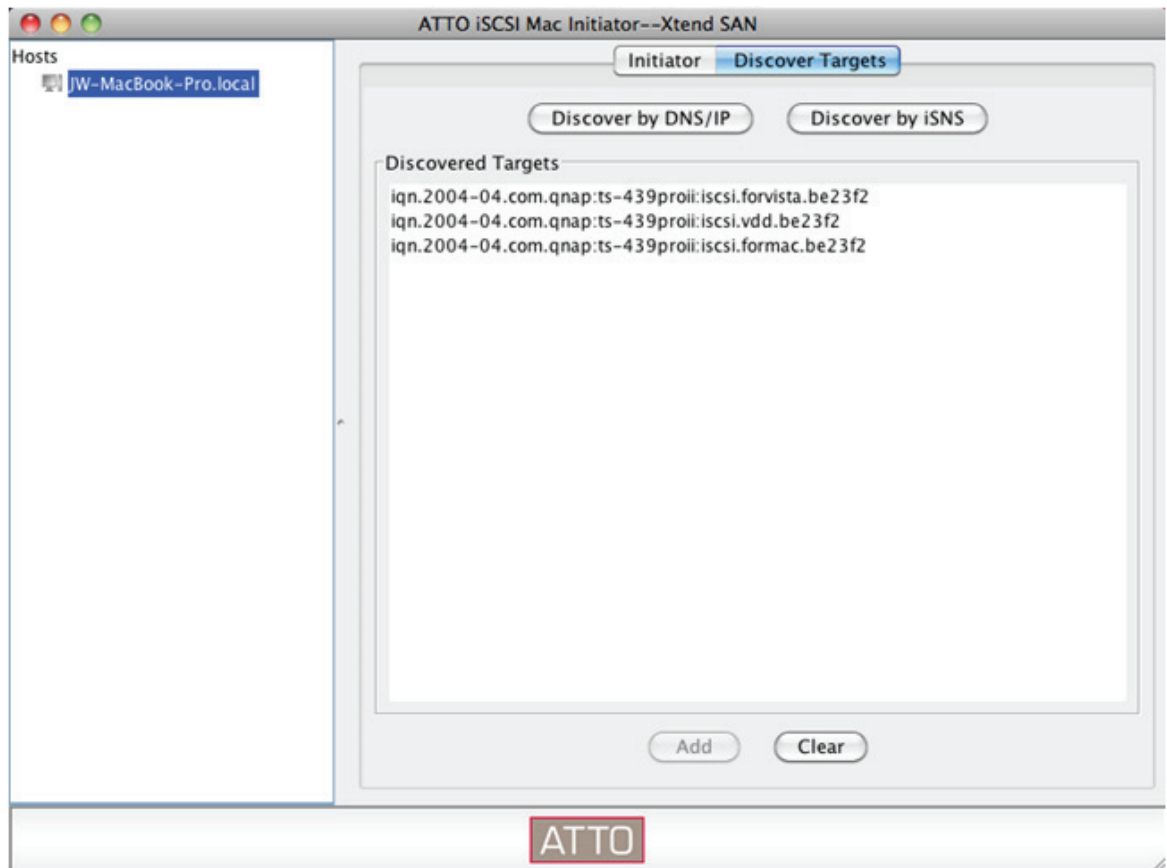 ATTO iSCSI Mac Initiator--Xtend SAN
Hosts
JW-MacBook-Pro.local
Initiator
Discover Targets
Discover by DNS/IP
Discover by iSNS
Discovered Targets
iqn.2004-04.com.qnap:ts-439proii:iscsi.forvista.be23f2
iqn.2004-04.com.qnap:ts-439proii:iscsi.vdd.be23f2
iqn.2004-04.com.qnap:ts-439proii:iscsi.formac.be23f2
Add
Clear
ATTO